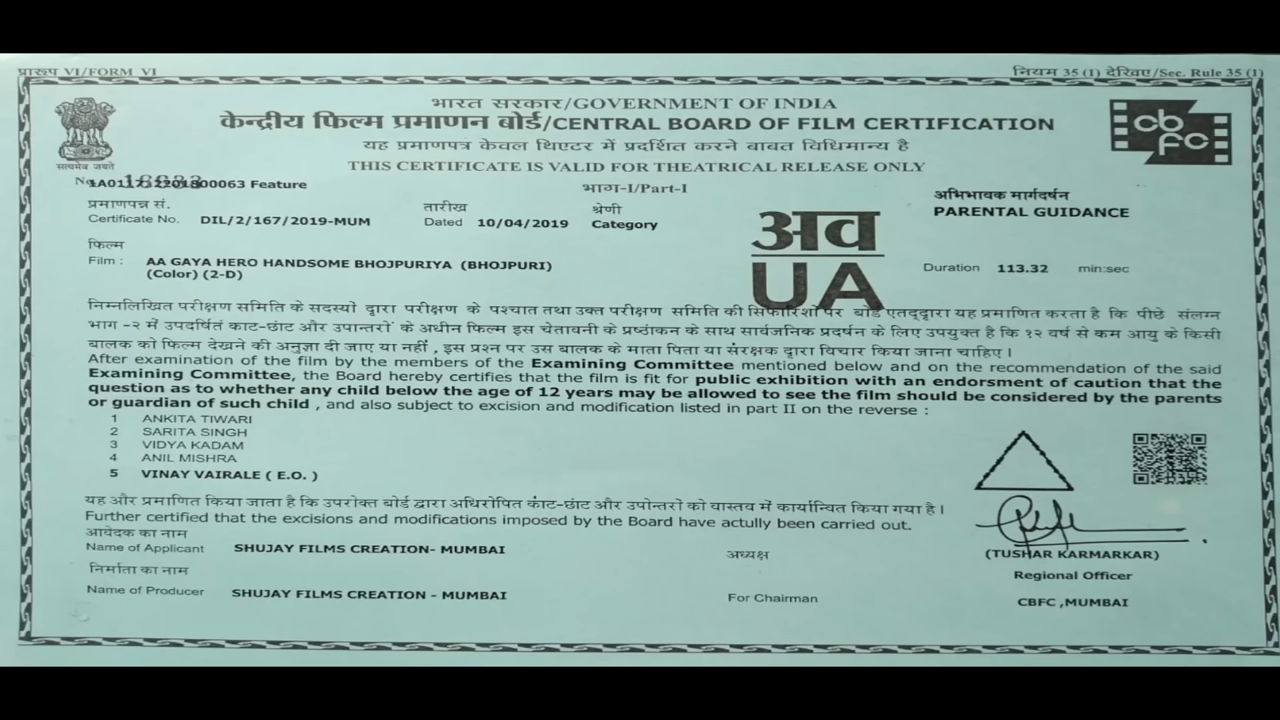 प्रारूप VI/FORM VI
नियम 35 (1) देखिए/Sec. Rule 35 (1)
भारत सरकार/GOVERNMENT OF INDIA
केन्द्रीय फिल्म प्रमाणन बोर्ड/CENTRAL BOARD OF FILM CERTIFICATION
cb fc
यह प्रमाणपत्र केवल थिएटर में प्रदर्शित करने बाबत विधिमान्य है
सत्यमेव जयते
THIS CERTIFICATE IS VALID FOR THEATRICAL RELEASE ONLY
Feature
भाग-I/Part-I
अभिभावक मार्गदर्षन
PARENTAL GUIDANCE
प्रमाणपत्र सं.
तारीख
श्रेणी
Certificate No. DIL/2/167/2019-MUM
Dated 10/04/2019
Category
अव
UA
फिल्म
Film : AA GAYA HERO HANDSOME BHOJPURIYA (BHOJPURI)
(Color) (2-D)
Duration 113.32 min:sec
निम्नलिखित परीक्षण समिति के सदस्यों द्वारा परीक्षण के पश्चात तथा उक्त परीक्षण समिति की सिफारिशों पर बोर्ड एतद्द्वारा यह प्रमाणित करता है कि पीछे संलग्न
भाग -२ में उपदर्षित काट-छांट और उपान्तरों के अधीन फिल्म इस चेतावनी के प्रष्ठांकन के साथ सार्वजनिक प्रदर्षन के लिए उपयुक्त है कि १२ वर्ष से कम आयु के किसी
बालक को फिल्म देखने की अनुज्ञा दी जाए या नहीं , इस प्रश्न पर उस बालक के माता पिता या संरक्षक द्वारा विचार किया जाना चाहिए ।
After examination of the film by the members of the Examining Committee mentioned below and on the recommendation of the said
Examining Committee, the Board hereby certifies that the film is fit for public exhibition with an endorsment of caution that the
question as to whether any child below the age of 12 years may be allowed to see the film should be considered by the parents
or guardian of such child , and also subject to excision and modification listed in part II on the reverse :
1 ANKITA TIWARI
2 SARITA SINGH
3 VIDYA KADAM
4 ANIL MISHRA
5 VINAY VAIRALE ( E.O. )
यह और प्रमाणित किया जाता है कि उपरोक्त बोर्ड द्वारा अधिरोपित काट-छांट और उपोन्तरों को वास्तव में कार्यान्वित किया गया है ।
Further certified that the excisions and modifications imposed by the Board have actully been carried out.
आवेदक का नाम
Name of Applicant SHUJAY FILMS CREATION- MUMBAI
अध्यक्ष
(TUSHAR KARMARKAR)
निर्माता का नाम
Regional Officer
Name of Producer SHUJAY FILMS CREATION - MUMBAI
For Chairman
CBFC ,MUMBAI